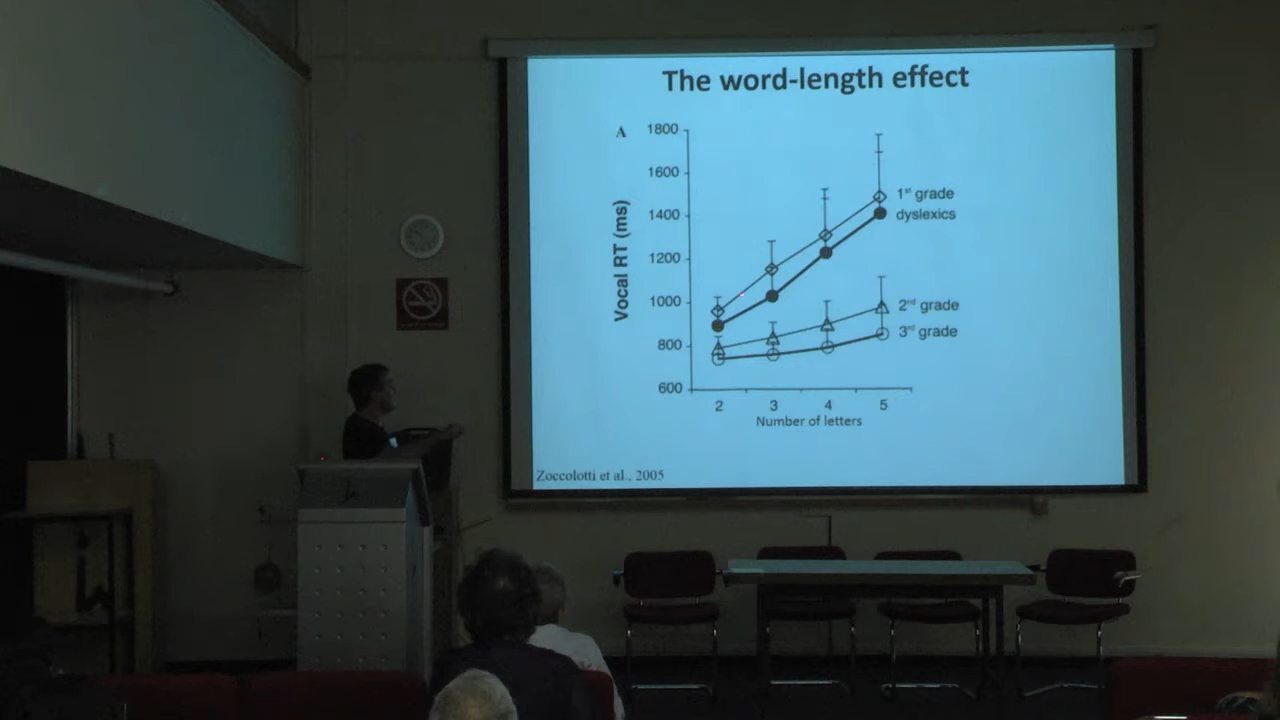 The word-length effect
A
1800
1600
1400
1200
1000
800
600
Vocal RT (ms)
1st grade
dyslexics
2nd grade
3rd grade
2 3 4 5
Number of letters
Zoccolotti et al., 2005